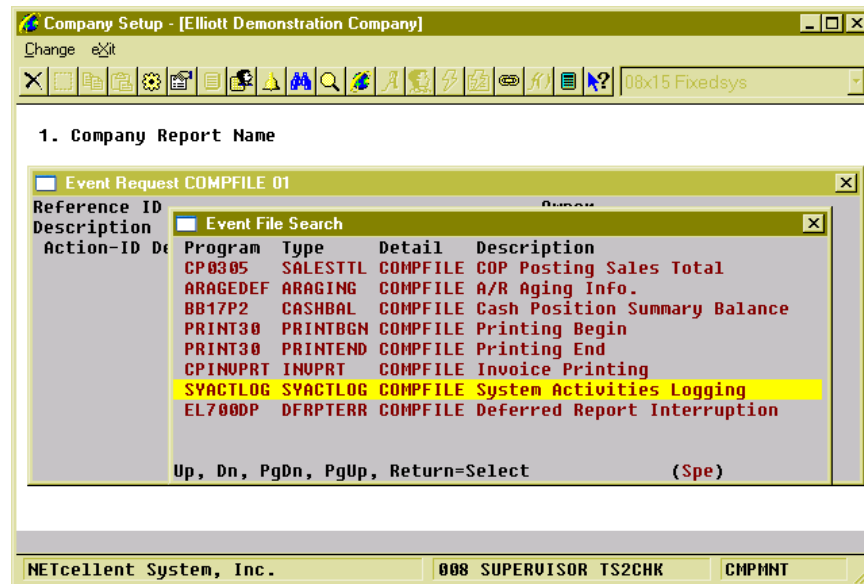 Company Setup - [Elliott Demonstration Company]
Change eXit
08x15 Fixedsys
1. Company Report Name
Event Request COMPFILE 01
Reference ID
Description
Event File Search
Action-ID De
Program Type Detail Description
CP0305 SALESTTL COMPFILE COP Posting Sales Total
ARAGEDEF ARAGING COMPFILE A/R Aging Info.
BB17P2 CASHBAL COMPFILE Cash Position Summary Balance
PRINT30 PRINTBGN COMPFILE Printing Begin
PRINT30 PRINTEND COMPFILE Printing End
CPINVPRT INVPRT COMPFILE Invoice Printing
SYACTLOG SYACTLOG COMPFILE System Activities Logging
EL700DP DFRPTERR COMPFILE Deferred Report Interruption
Up, Dn, PgDn, PgUp, Return=Select (Spe)
NETcellent System, Inc. 008 SUPERVISOR TS2CHK CMPMNT